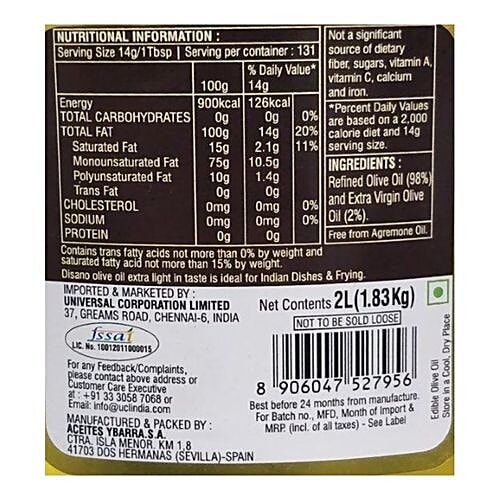 NUTRITIONAL INFORMATION :
Serving Size 14g/1Tbsp | Serving per container : 131
100g % Daily Value* 14g
Energy 900kcal 126kcal
TOTAL CARBOHYDRATES 0g 0g 0%
TOTAL FAT 100g 14g 20%
Saturated Fat 15g 2.1g 11%
Monounsaturated Fat 75g 10.5g
Polyunsaturated Fat 10g 1.4g
Trans Fat 0g 0g
CHOLESTEROL 0mg 0mg 0%
SODIUM 0mg 0mg 0%
PROTEIN 0g 0g
Not a significant
source of dietary
fiber, sugars, vitamin A,
vitamin C, calcium
and iron.
*Percent Daily Values
are based on a 2,000
calorie diet and 14g
serving size.
INGREDIENTS :
Refined Olive Oil (98%)
and Extra Virgin Olive
Oil (2%).
Free from Agremone Oil.
Contains trans fatty acids not more than 0% by weight and
saturated fatty acid not more than 15% by weight.
Disano olive oil extra light in taste is ideal for Indian Dishes & Frying.
IMPORTED & MARKETED BY :
UNIVERSAL CORPORATION LIMITED
37, GREAMS ROAD, CHENNAI-6, INDIA
fssai
LIC. No. 10012011000015
For any Feedback/Complaints,
please contact above address or
Customer Care Executive
at : +91 33 3058 7068 or
Email: info@uclindia.com
MANUFACTURED & PACKED BY :
ACEITES YBARRA.S.A.
CTRA. ISLA MENOR. KM 1,8
41703 DOS HERMANAS (SEVILLA)-SPAIN
Net Contents 2L(1.83Kg)
NOT TO BE SOLD LOOSE
8 906047 527956
Best before 24 months from manufacture.
For Batch no., MFD, Month of Import &
MRP. (Incl. of all taxes) - See Label
Edible Olive Oil
Store in a Cool, Dry Place